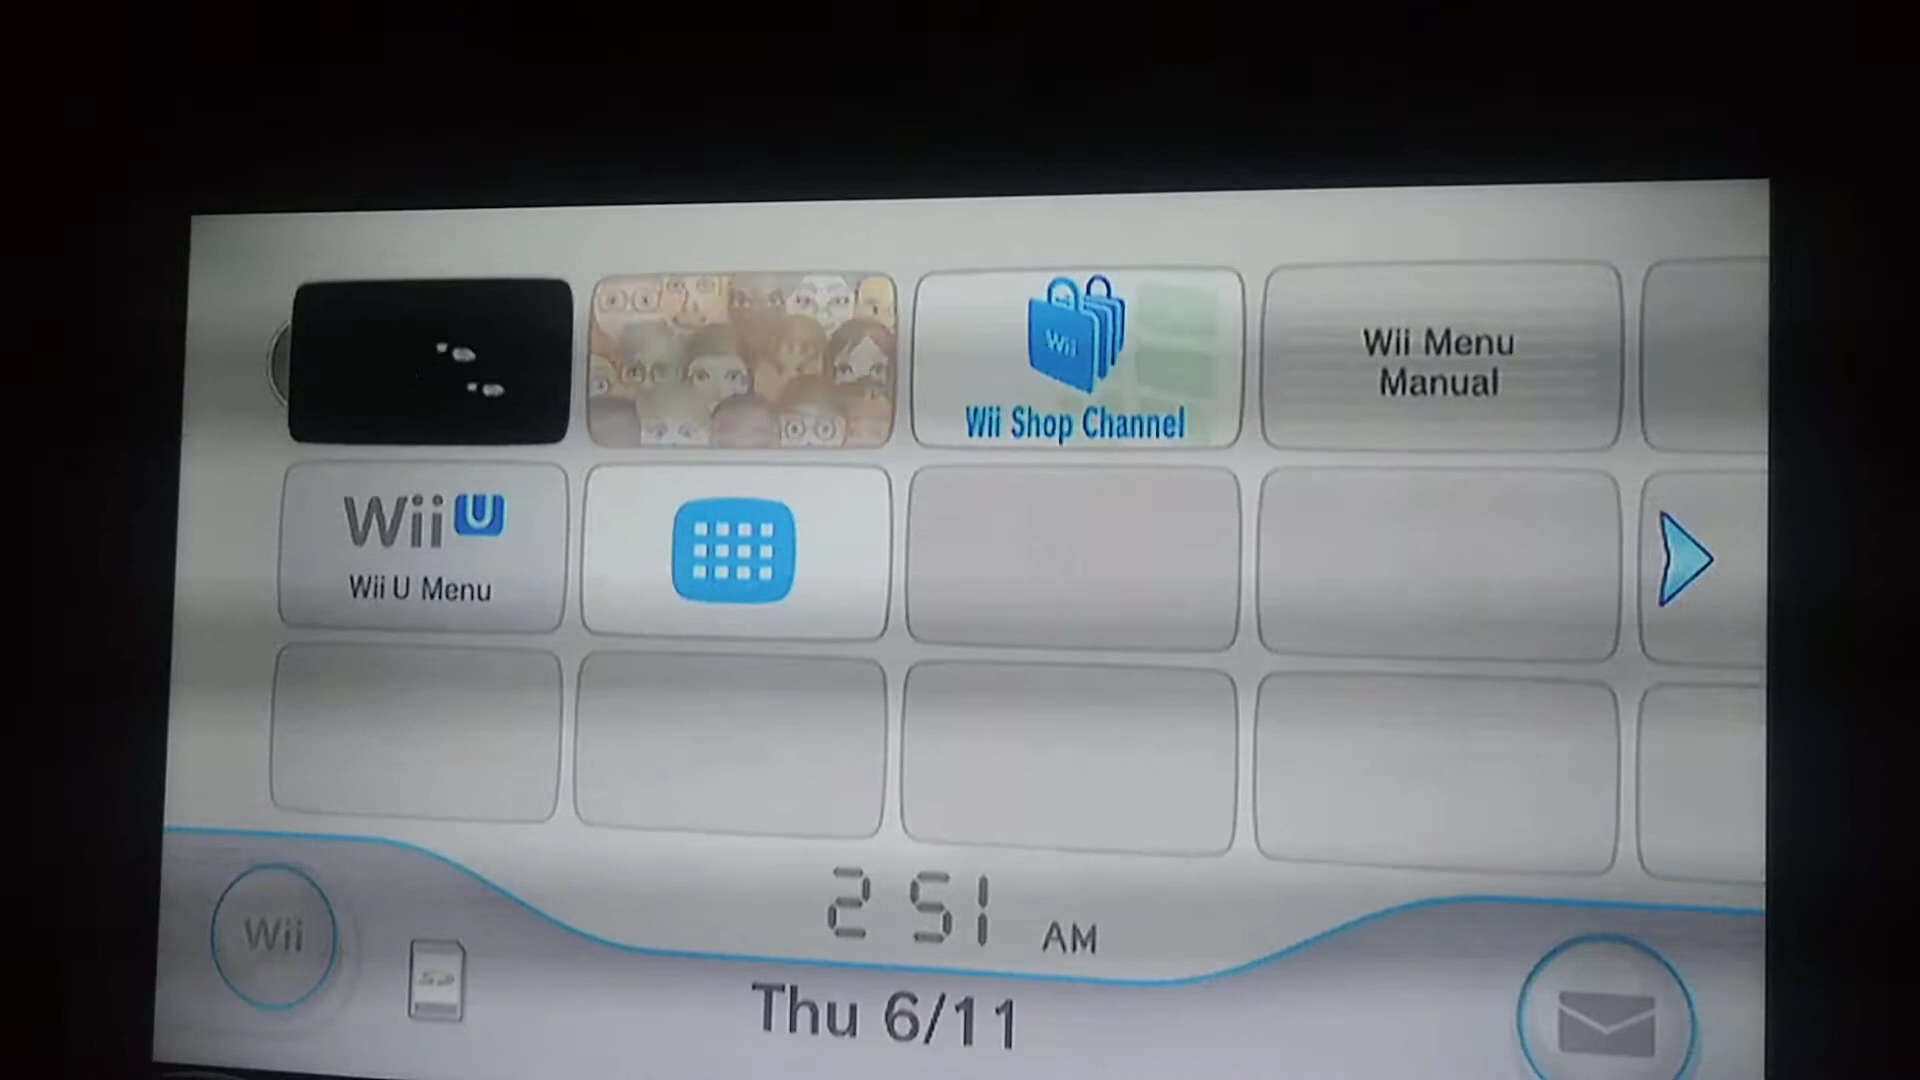 Wii
Wii Shop Channel
Wii Menu
Manual
Wii U
Wii U Menu
2 51 AM
Wii
Thu 6/11